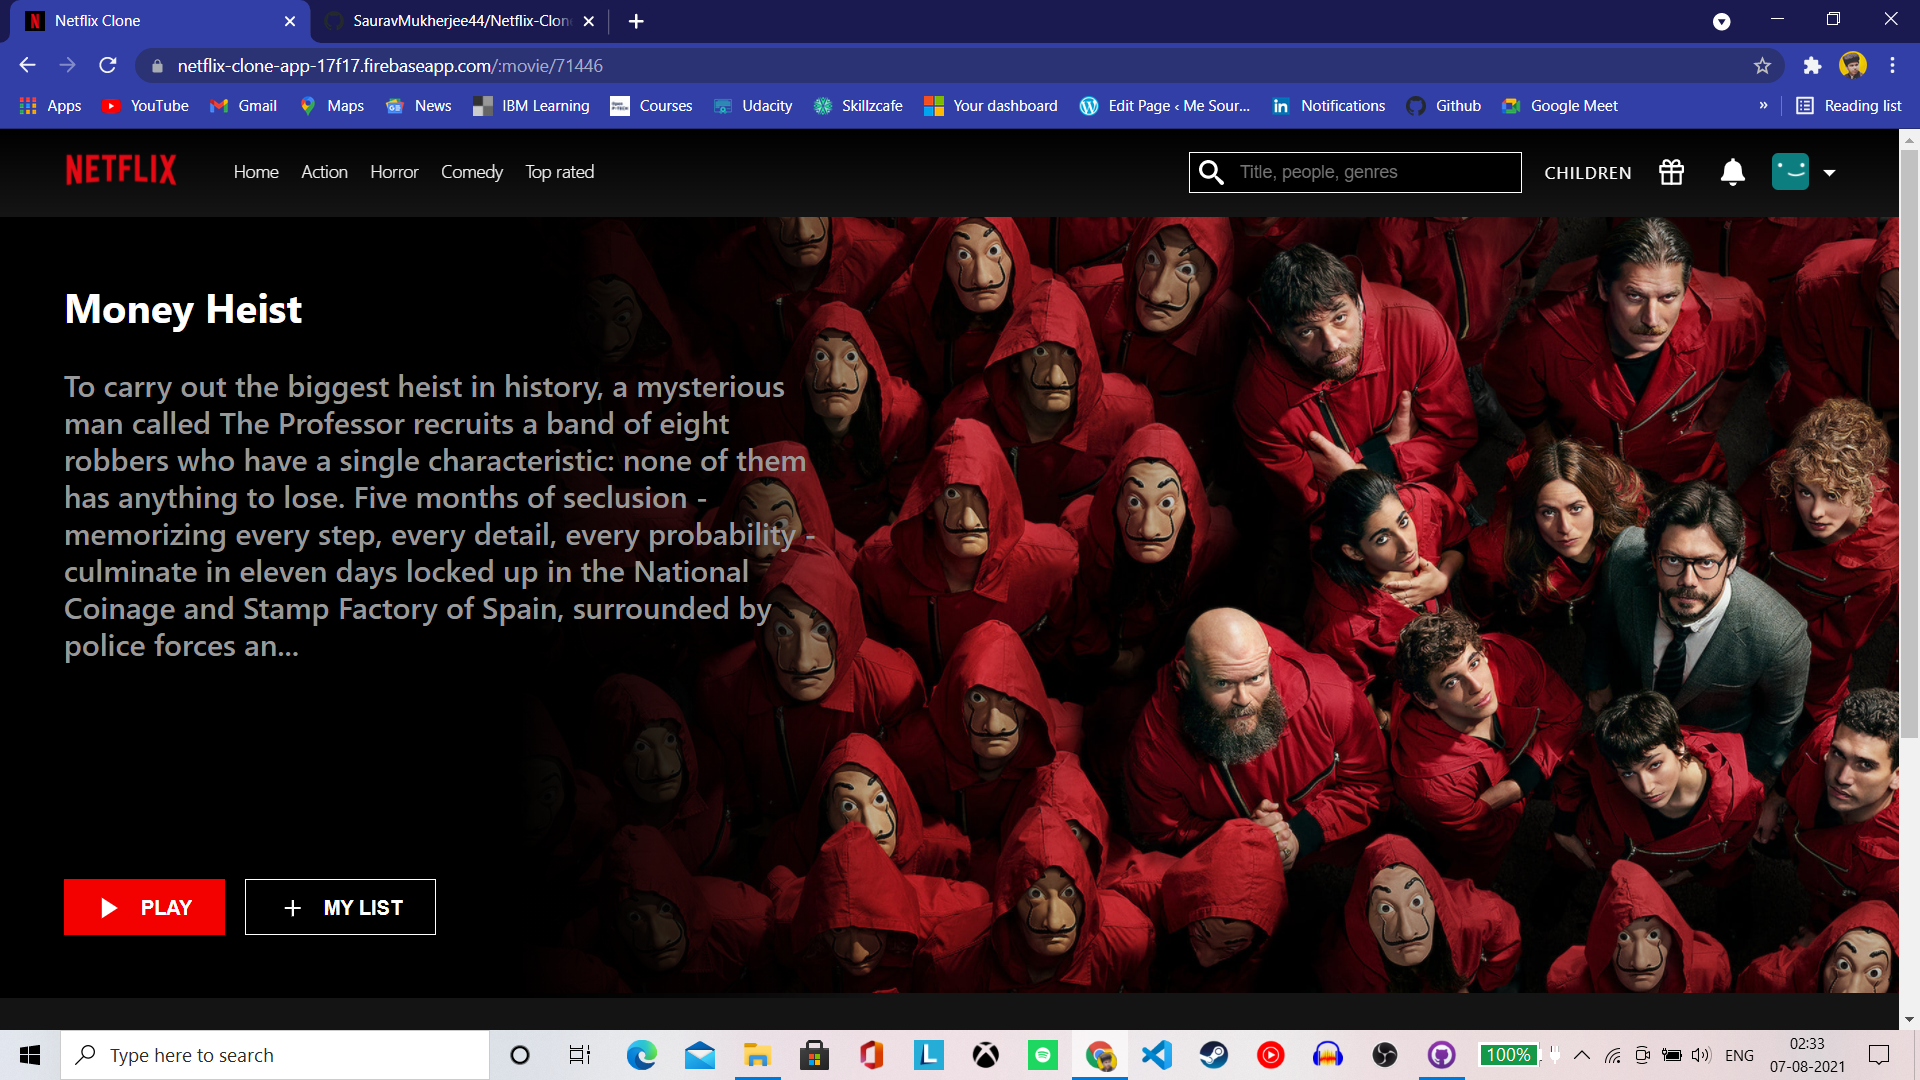 Netflix Clone
SauravMukherjee44/Netflix-Clon
netflix-clone-app-17f17.firebaseapp.com/:movie/71446
Apps YouTube Gmail Maps News IBM Learning Courses Udacity Skillzcafe Your dashboard Edit Page ‹ Me Sour... Notifications Github Google Meet » Reading list
NETFLIX Home Action Horror Comedy Top rated Title, people, genres CHILDREN
Money Heist
To carry out the biggest heist in history, a mysterious
man called The Professor recruits a band of eight
robbers who have a single characteristic: none of them
has anything to lose. Five months of seclusion -
memorizing every step, every detail, every probability -
culminate in eleven days locked up in the National
Coinage and Stamp Factory of Spain, surrounded by
police forces an...
PLAY + MY LIST
Type here to search
100%
ENG
02:33
07-08-2021